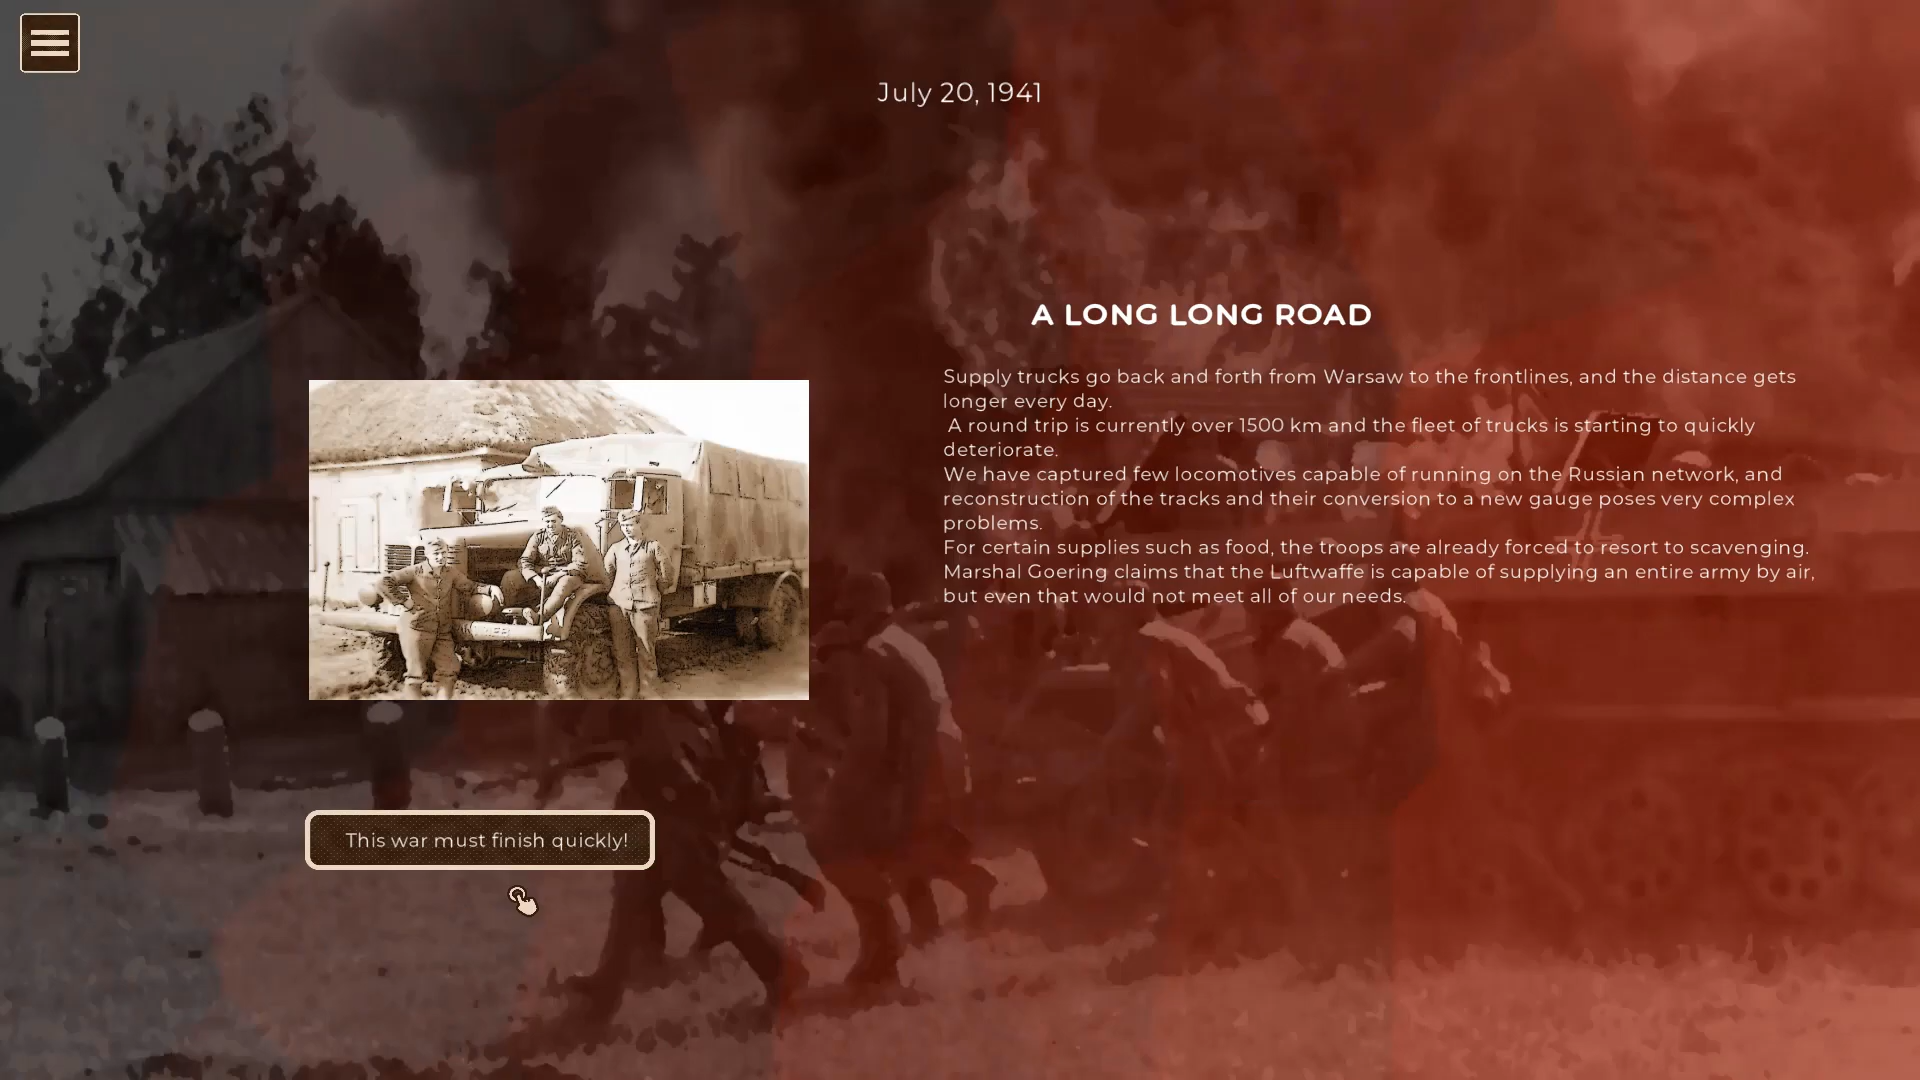 July 20, 1941
A LONG LONG ROAD
Supply trucks go back and forth from Warsaw to the frontlines, and the distance gets
longer every day.
A round trip is currently over 1500 km and the fleet of trucks is starting to quickly
deteriorate.
We have captured few locomotives capable of running on the Russian network, and
reconstruction of the tracks and their conversion to a new gauge poses very complex
problems.
For certain supplies such as food, the troops are already forced to resort to scavenging.
Marshal Goering claims that the Luftwaffe is capable of supplying an entire army by air,
but even that would not meet all of our needs.
This war must finish quickly!